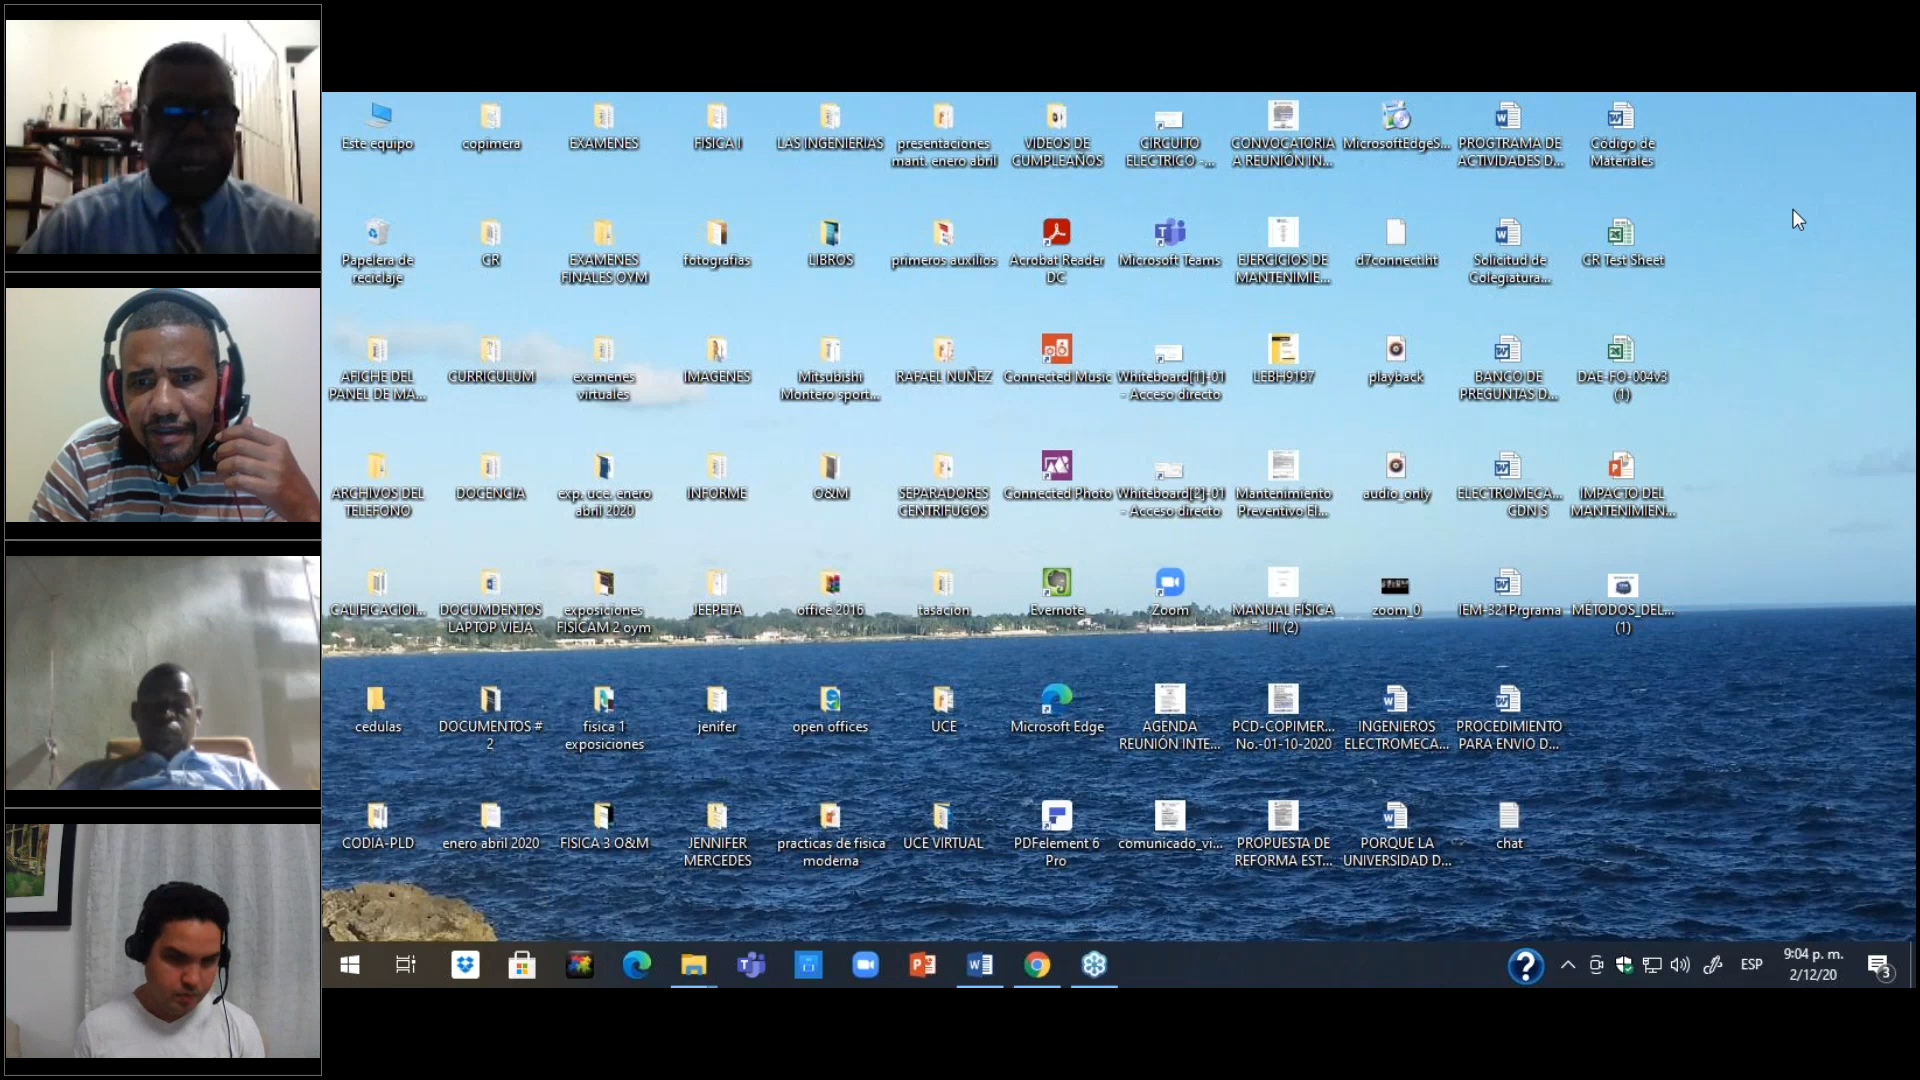 Este equipo
copimera
EXAMENES
FISICA I
LAS INGENIERIAS
presentaciones
mant. enero abril
VIDEOS DE
CUMPLEAÑOS
CIRCUITO
ELECTRICO -...
CONVOCATORIA
A REUNIÓN IN...
MicrosoftEdgeS...
PROGTRAMA DE
ACTIVIDADES D...
Código de
Materiales
Papelera de
reciclaje
CR
EXAMENES
FINALES OYM
fotografias
LIBROS
primeros auxilios
Acrobat Reader
DC
Microsoft Teams
EJERCICIOS DE
MANTENIMIE...
d7connect.iht
Solicitud de
Colegiatura...
CR Test Sheet
AFICHE DEL
PANEL DE MA...
CURRICULUM
examenes
virtuales
IMAGENES
Mitsubishi
Montero sport...
RAFAEL NUÑEZ
Connected Music
Whiteboard[1]-01
- Acceso directo
LEBH9197
playback
BANCO DE
PREGUNTAS D...
DAE-FO-004v3
(1)
ARCHIVOS DEL
TELEFONO
DOCENCIA
exp. uce. enero
abril 2020
INFORME
O&M
SEPARADORES
CENTRÍFUGOS
Connected Photo
Whiteboard[2]-01
- Acceso directo
Mantenimiento
Preventivo El...
audio_only
ELECTROMECA...
CDN S
IMPACTO DEL
MANTENIMIEN...
CALIFICACIOI...
DOCUMDENTOS
LAPTOP VIEJA
exposiciones
FISICAM 2 oym
JEEPETA
office 2016
tasacion
Evernote
Zoom
MANUAL FÍSICA
III (2)
zoom_0
IEM-321Prgrama
MÉTODOS_DEL...
(1)
cedulas
DOCUMENTOS #
2
fisica 1
exposiciones
jenifer
open offices
UCE
Microsoft Edge
AGENDA
REUNIÓN INTE...
PCD-COPIMER...
No.-01-10-2020
INGENIEROS
ELECTROMECA...
PROCEDIMIENTO
PARA ENVIO D...
CODIA-PLD
enero abril 2020
FISICA 3 O&M
JENNIFER
MERCEDES
practicas de fisica
moderna
UCE VIRTUAL
PDFelement 6
Pro
comunicado_vi...
PROPUESTA DE
REFORMA EST...
PORQUE LA
UNIVERSIDAD D...
chat
ESP
9:04 p. m.
2/12/20
3